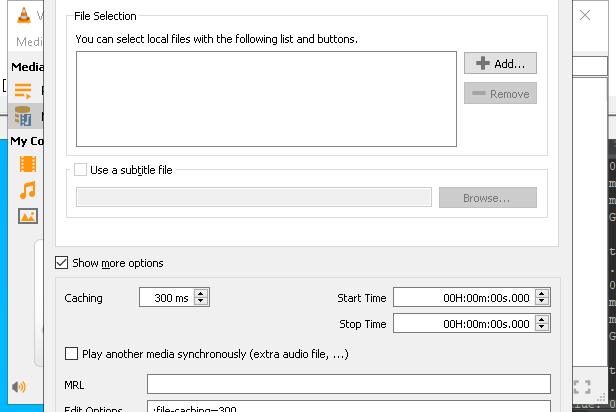 File Selection
You can select local files with the following list and buttons.
Add...
Remove
Use a subtitle file
Browse...
Show more options
Caching
300 ms
Start Time
00H:00m:00s.000
Stop Time
00H:00m:00s.000
Play another media synchronously (extra audio file, ...)
MRL
Edit Options
:file-caching=300
Medi
Media
My Co